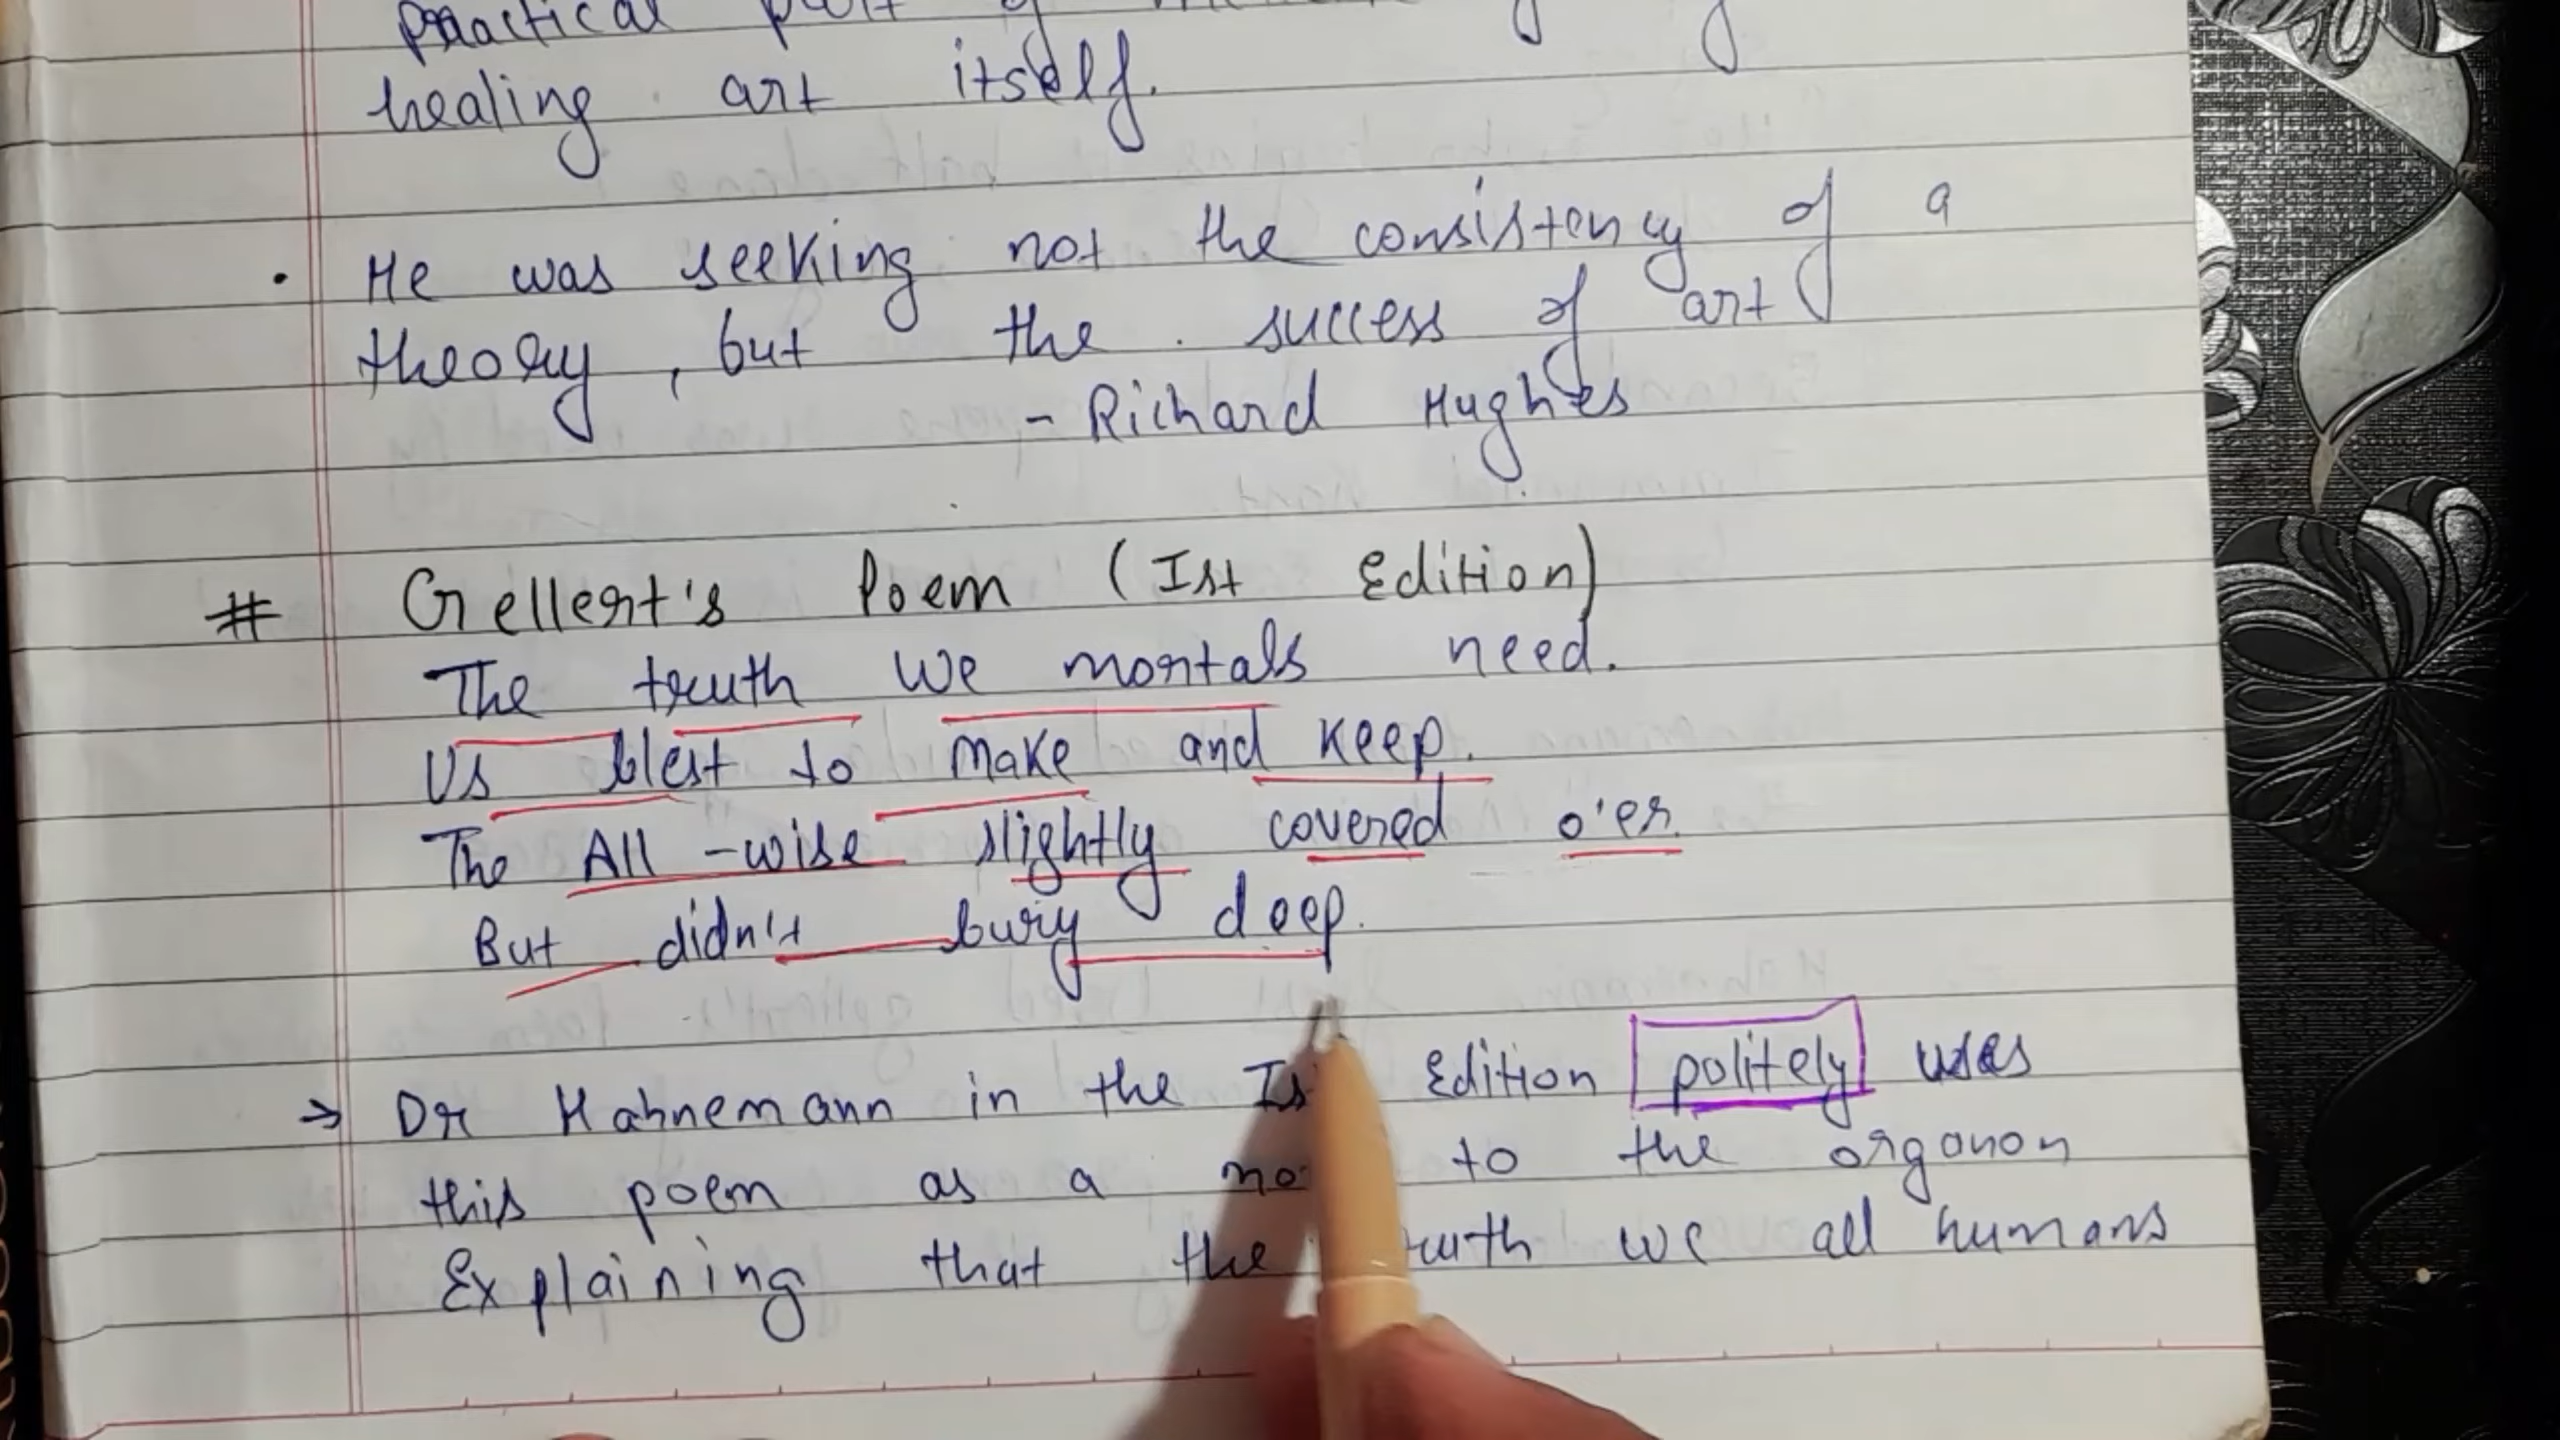 Practical part of
healing art itself.
• He was seeking not the consistency of a
theory, but the success of art
- Richard Hughes
# Gellert's Poem (Ist Edition)
The truth we mortals need.
Us blest to make and keep.
The All-wise slightly covered o'er
But didn't bury deep.
→ Dr Hahnemann in the Edition politely uses
this poem as a to the organon
Explaining that the we all humans